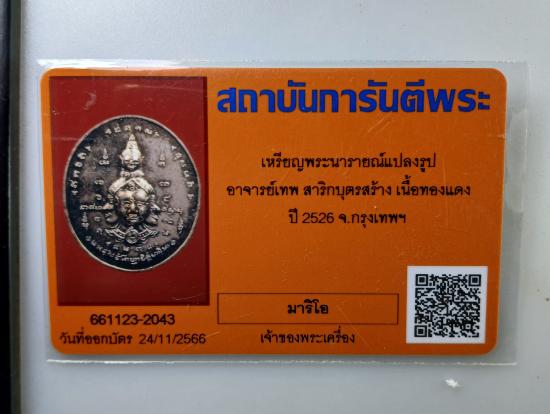 สถาบันการันตีพระ
เหรียญพระนารายณ์แปลงรูป
อาจารย์เทพ สาริกบุตรสร้าง เนื้อทองแดง
ปี 2526 จ.กรุงเทพฯ
มาริโอ
เจ้าของพระเครื่อง
661123-2043
วันที่ออกบัตร 24/11/2566